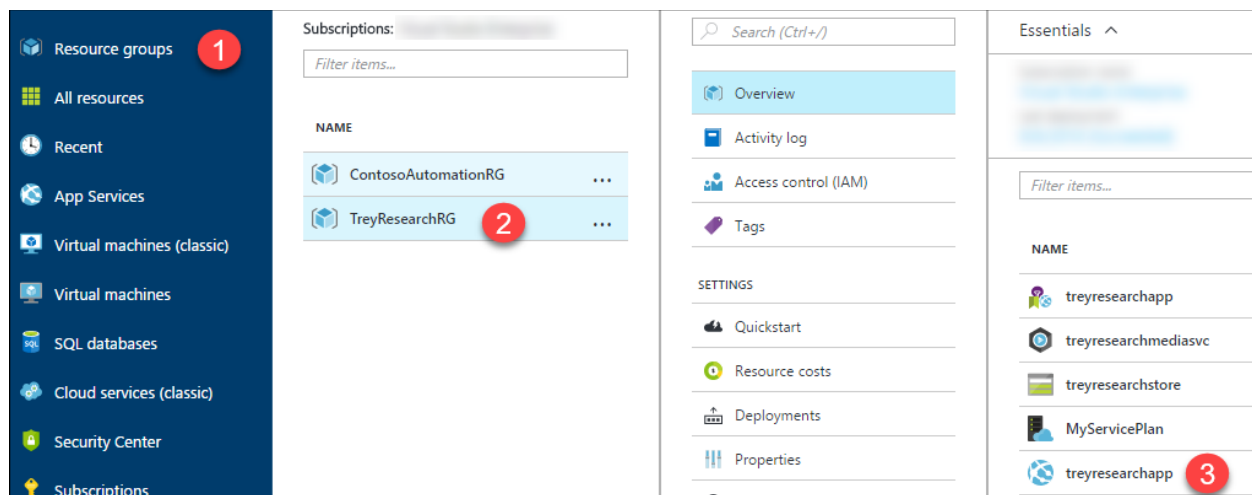 Resource groups
1
All resources
Recent
App Services
Virtual machines (classic)
Virtual machines
SQL databases
Cloud services (classic)
Security Center
Subscriptions
Subscriptions:
Filter items...
NAME
ContosoAutomationRG ...
TreyResearchRG 2 ...
Search (Ctrl+/)
Overview
Activity log
Access control (IAM)
Tags
SETTINGS
Quickstart
Resource costs
Deployments
Properties
Essentials
Filter items...
NAME
treyresearchapp
treyresearchmediasvc
treyresearchstore
MyServicePlan
treyresearchapp 3